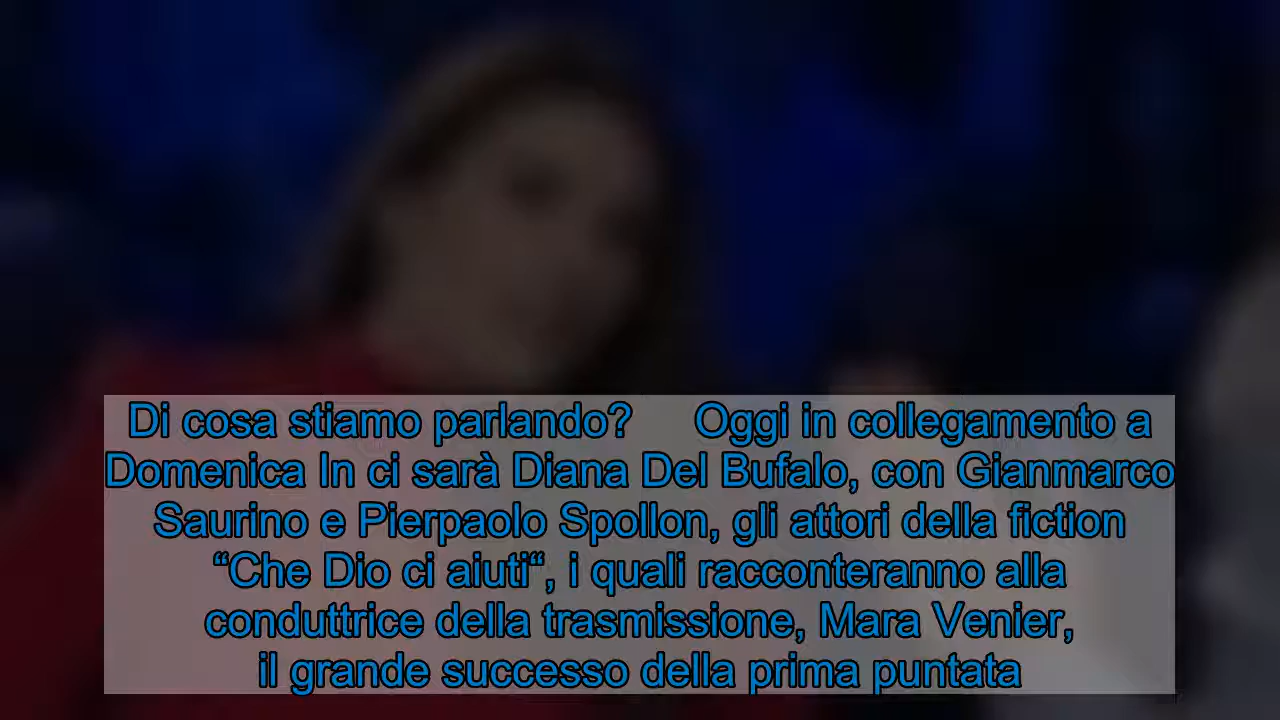 Di cosa stiamo parlando? Oggi in collegamento a
Domenica In ci sarà Diana Del Bufalo, con Gianmarco
Saurino e Pierpaolo Spollon, gli attori della fiction
“Che Dio ci aiuti“, i quali racconteranno alla
conduttrice della trasmissione, Mara Venier,
il grande successo della prima puntata